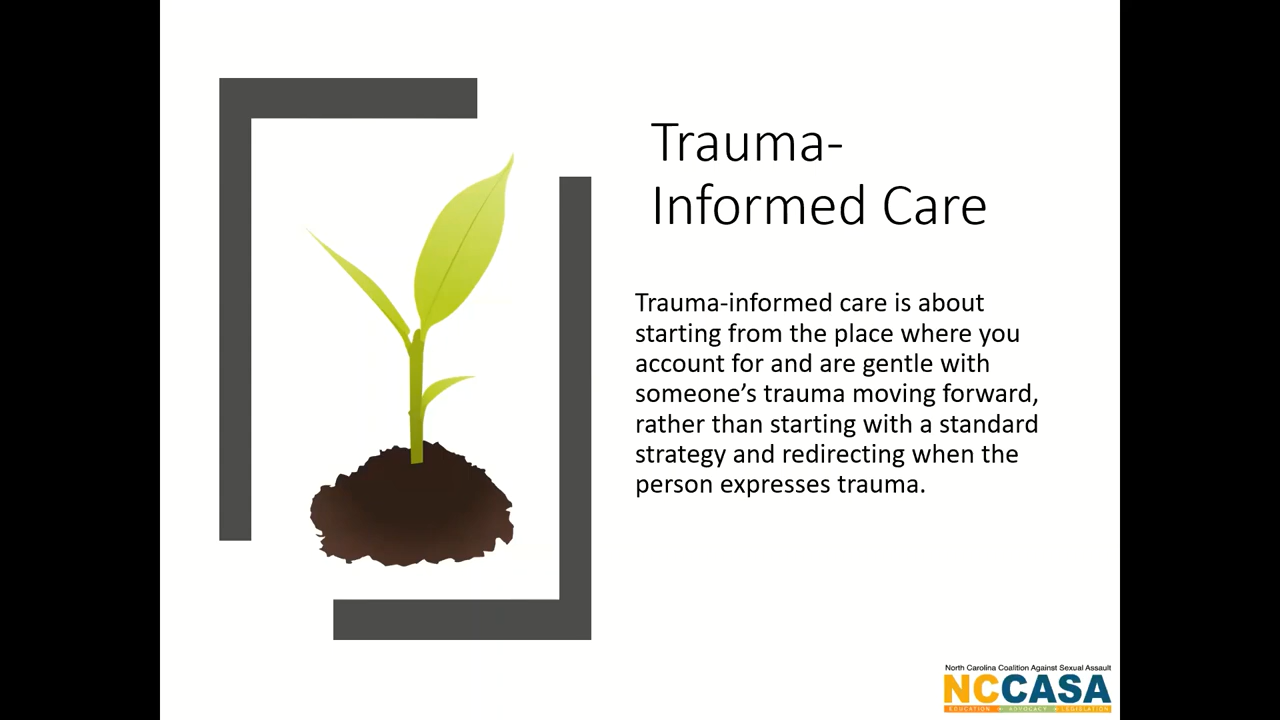 Trauma-
Informed Care
Trauma-informed care is about
starting from the place where you
account for and are gentle with
someone’s trauma moving forward,
rather than starting with a standard
strategy and redirecting when the
person expresses trauma.
North Carolina Coalition Against Sexual Assault
NCCASA
EDUCATION + ADVOCACY + LEGISLATION